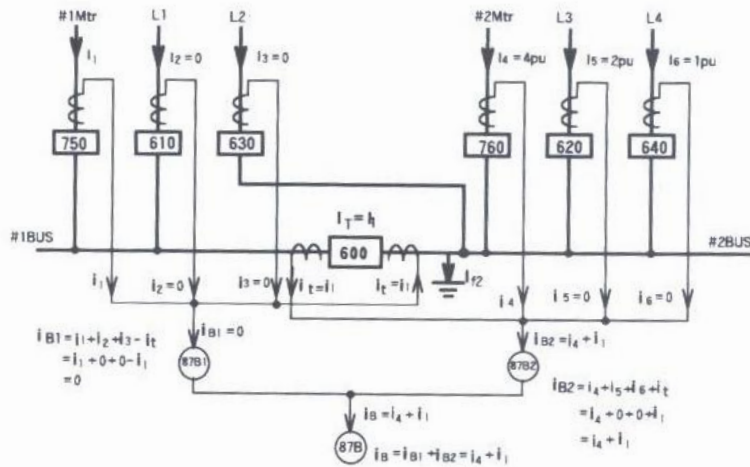 #1Mtr L1 L2 #2Mtr L3 L4
I1 I2=0 I3=0 I4=4pu I5=2pu I6=1pu
750 610 630 760 620 640
IT=I1
#1BUS 600 #2BUS
If2
i1 i2=0 i3=0 it=i1 it=i1 i4 i5=0 i6=0
iB1=i1+i2+i3-it
=i1+0+0-i1
=0
iB1=0
87B1
iB2=i4+i1
87B2
iB2=i4+i5+i6+it
=i4+0+0+i1
=i4+i1
iB=i4+i1
87B
iB=iB1+iB2=i4+i1